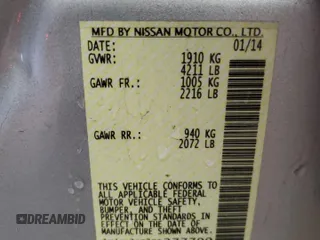 MFD BY NISSAN MOTOR CO., LTD.
DATE: 01/14
GVWR: 1910 KG
4211 LB
GAWR FR.: 1005 KG
2216 LB
GAWR RR.: 940 KG
2072 LB
THIS VEHICLE CONFORMS TO ALL APPLICABLE
FEDERAL MOTOR VEHICLE SAFETY,
BUMPER, AND THEFT PREVENTION
STANDARDS IN EFFECT ON THE DATE OF
MANUFACTURE SHOWN ABOVE.
DREAMBID